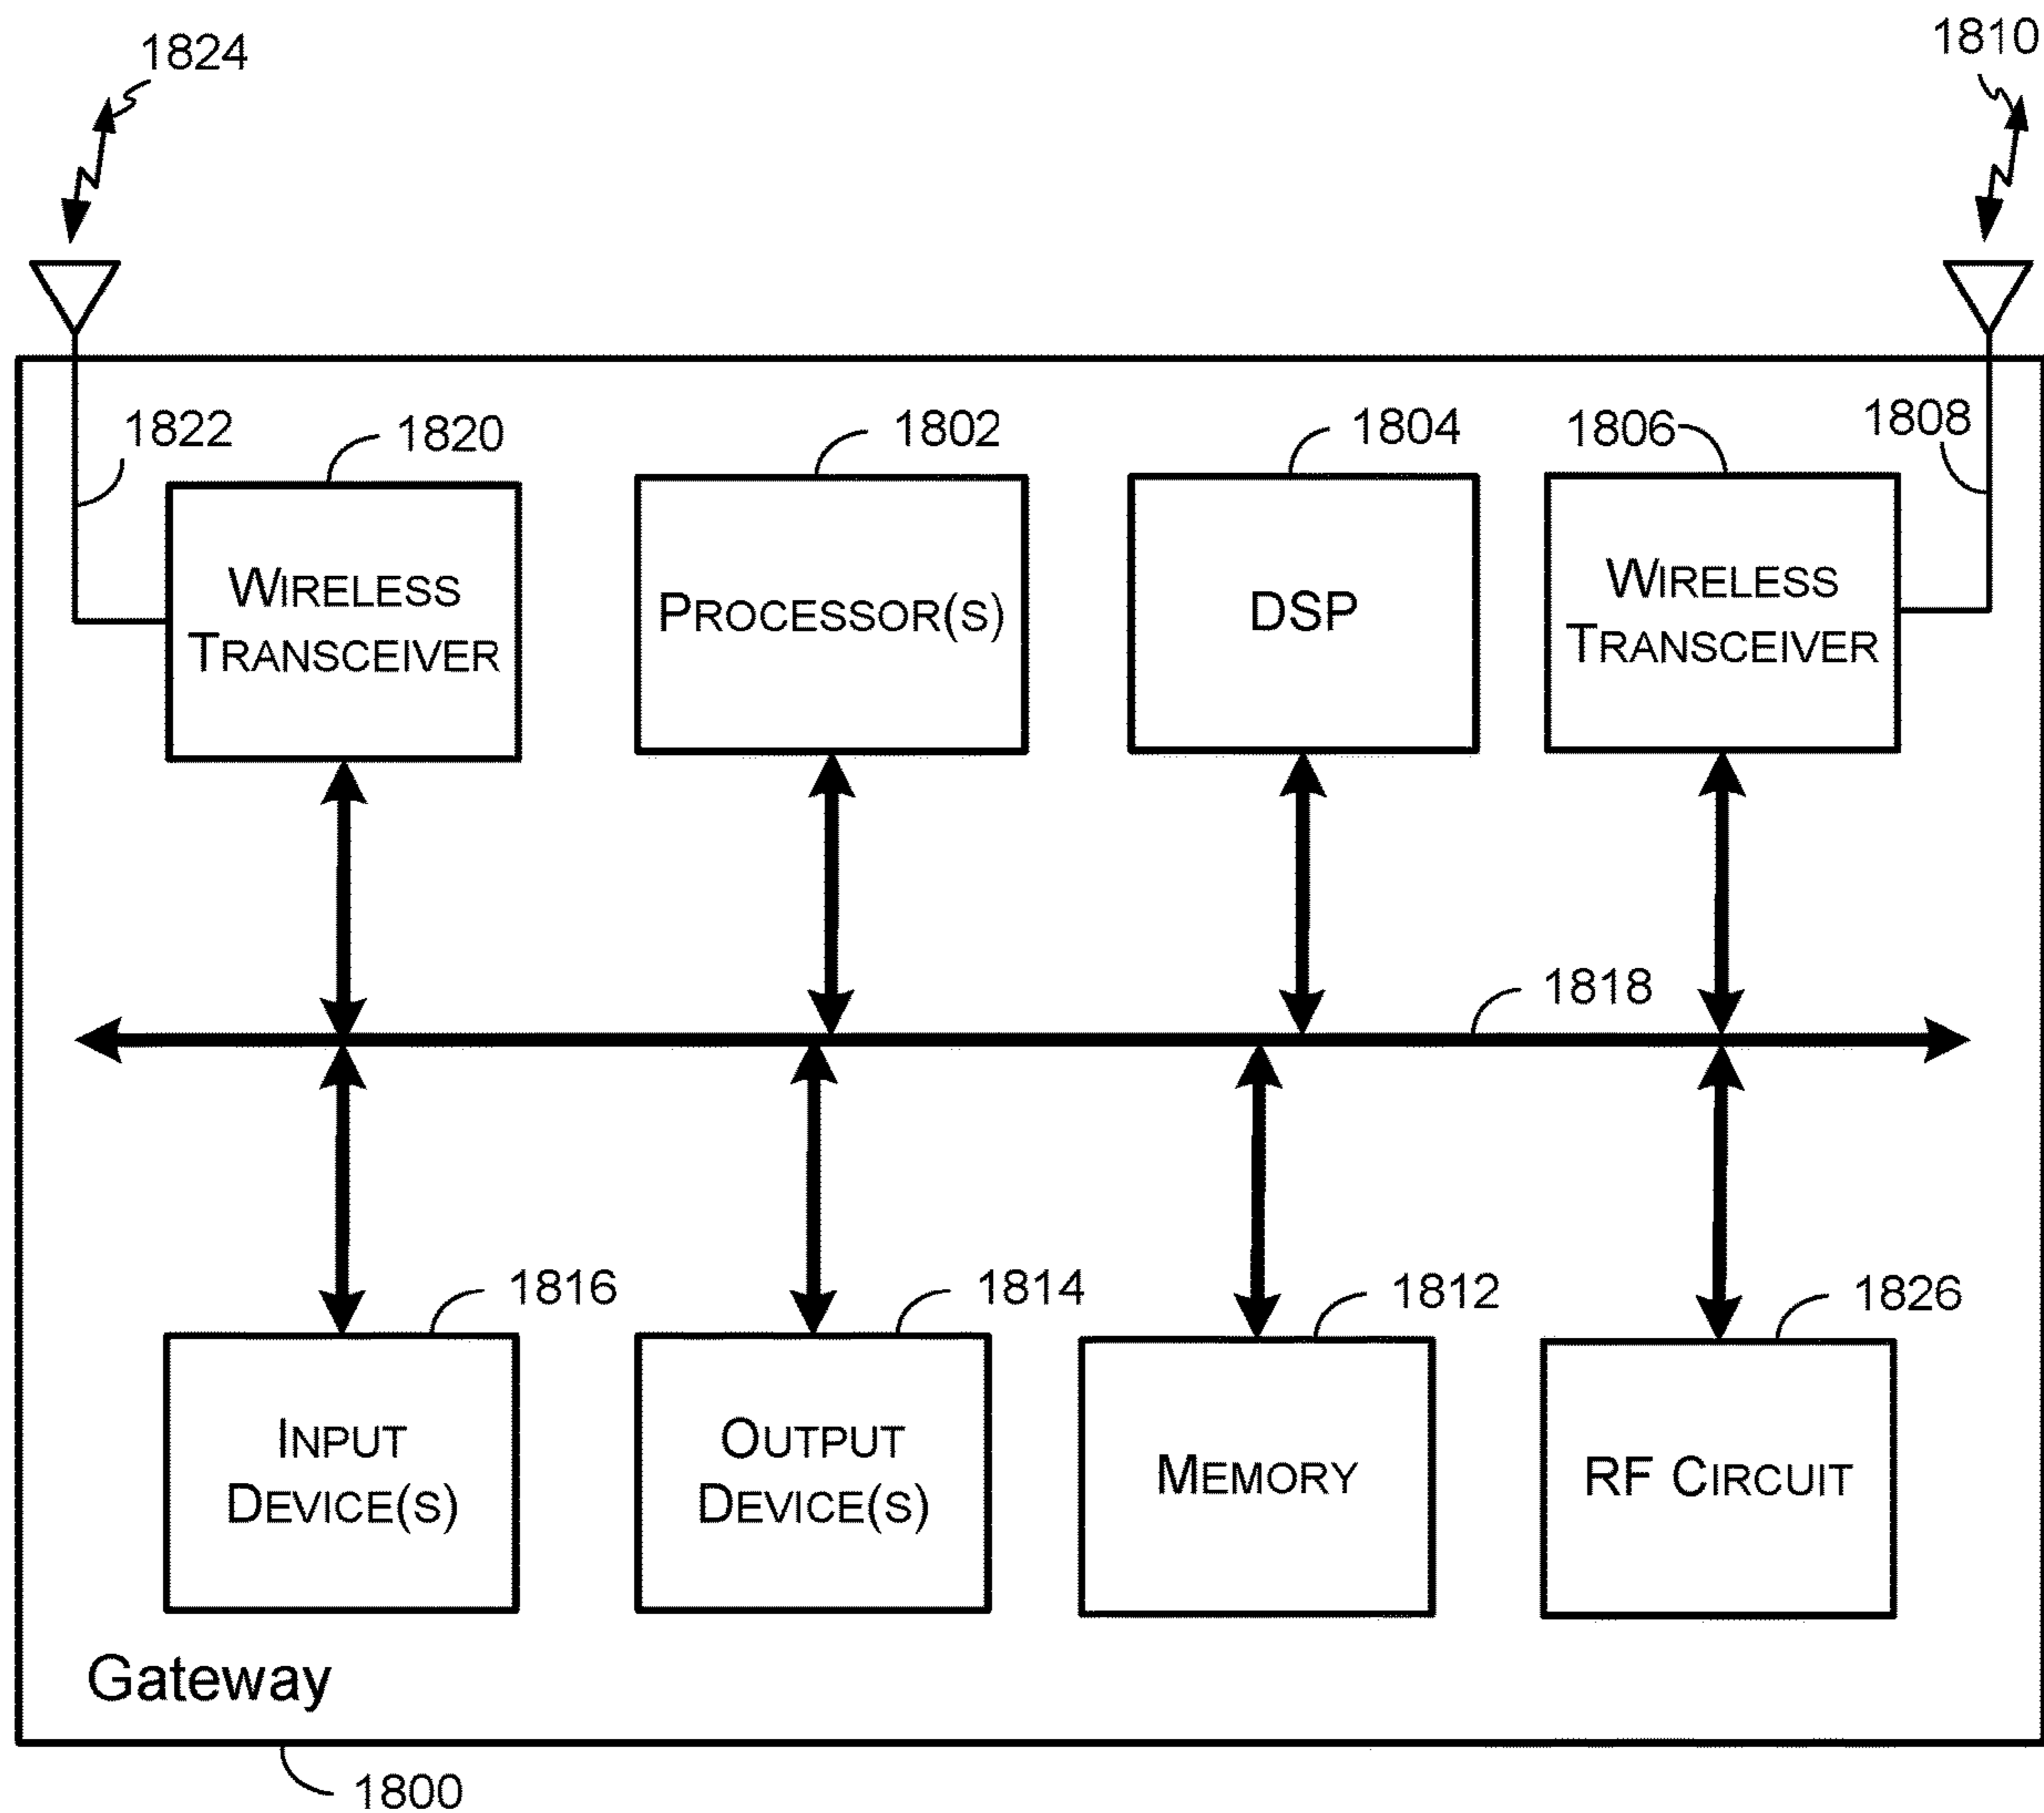 1824
1810
1822
1820
1802
1804
1806
1808
WIRELESS
TRANSCEIVER
PROCESSOR(S)
DSP
WIRELESS
TRANSCEIVER
1818
1816
1814
1812
1826
INPUT
DEVICE(S)
OUTPUT
DEVICE(S)
MEMORY
RF CIRCUIT
Gateway
1800